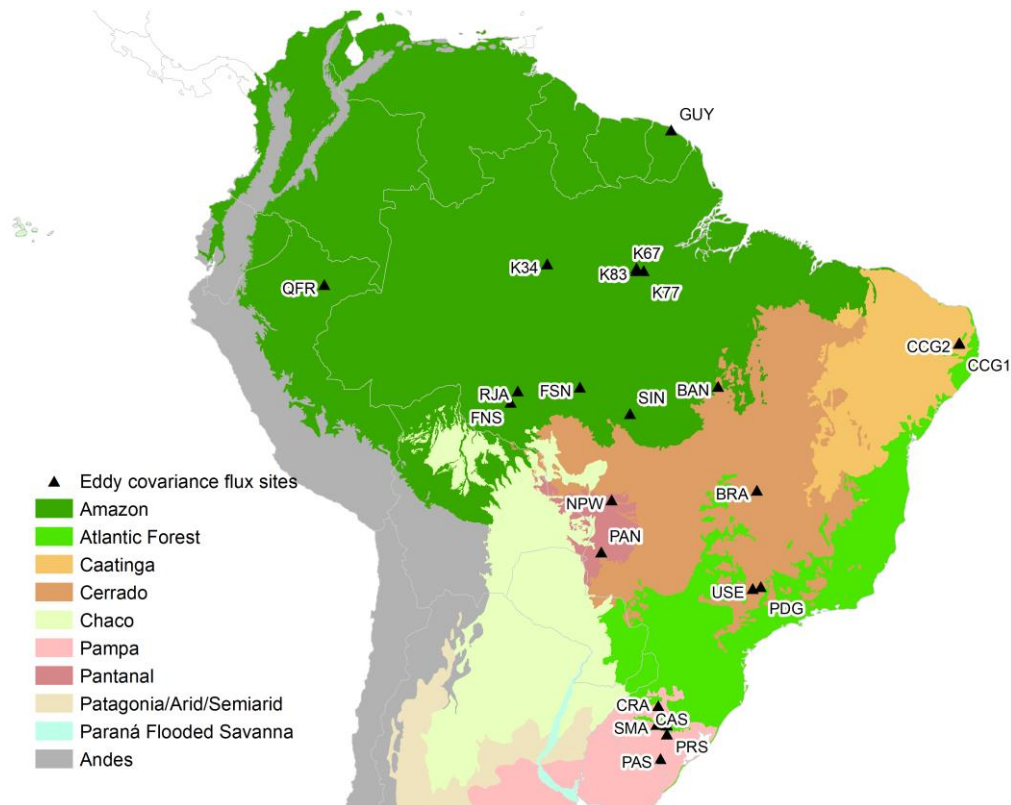 GUY
K67
K34
K83
QFR
K77
CCG2
CCG1
RJA
FSN
BAN
SIN
FNS
Eddy covariance flux sites
Amazon
Atlantic Forest
Caatinga
Cerrado
Chaco
Pampa
Pantanal
Patagonia/Arid/Semiarid
Paraná Flooded Savanna
Andes
BRA
NPW
PAN
USE
PDG
CRA
CAS
SMA
PRS
PAS